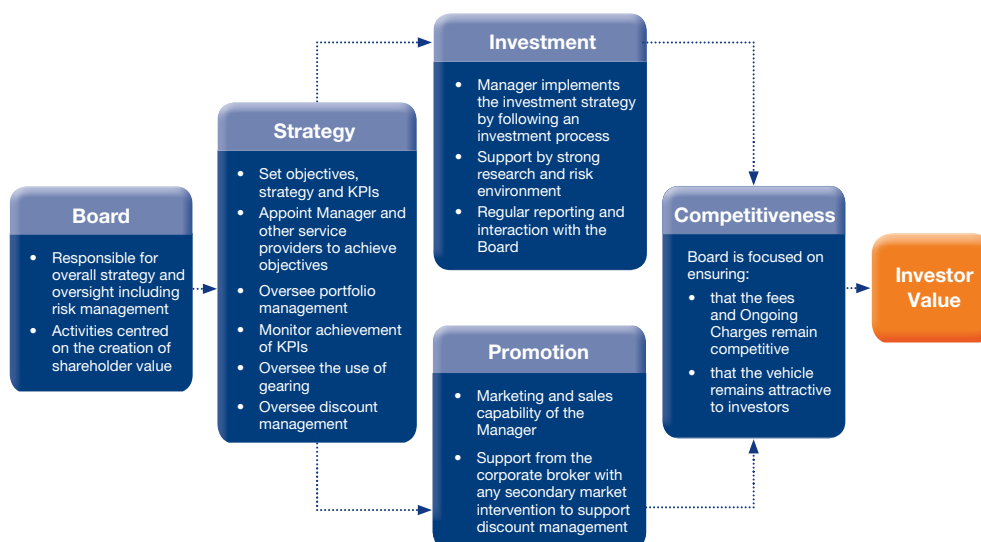 Board
• Responsible for
overall strategy and
oversight including
risk management
• Activities centred
on the creation of
shareholder value
Strategy
• Set objectives,
strategy and KPIs
• Appoint Manager and
other service
providers to achieve
objectives
• Oversee portfolio
management
• Monitor achievement
of KPIs
• Oversee the use of
gearing
• Oversee discount
management
Investment
• Manager implements
the investment strategy
by following an
investment process
• Support by strong
research and risk
environment
• Regular reporting and
interaction with the
Board
Promotion
• Marketing and sales
capability of the
Manager
• Support from the
corporate broker with
any secondary market
intervention to support
discount management
Competitiveness
Board is focused on
ensuring:
• that the fees
and Ongoing
Charges remain
competitive
• that the vehicle
remains attractive
to investors
Investor
Value